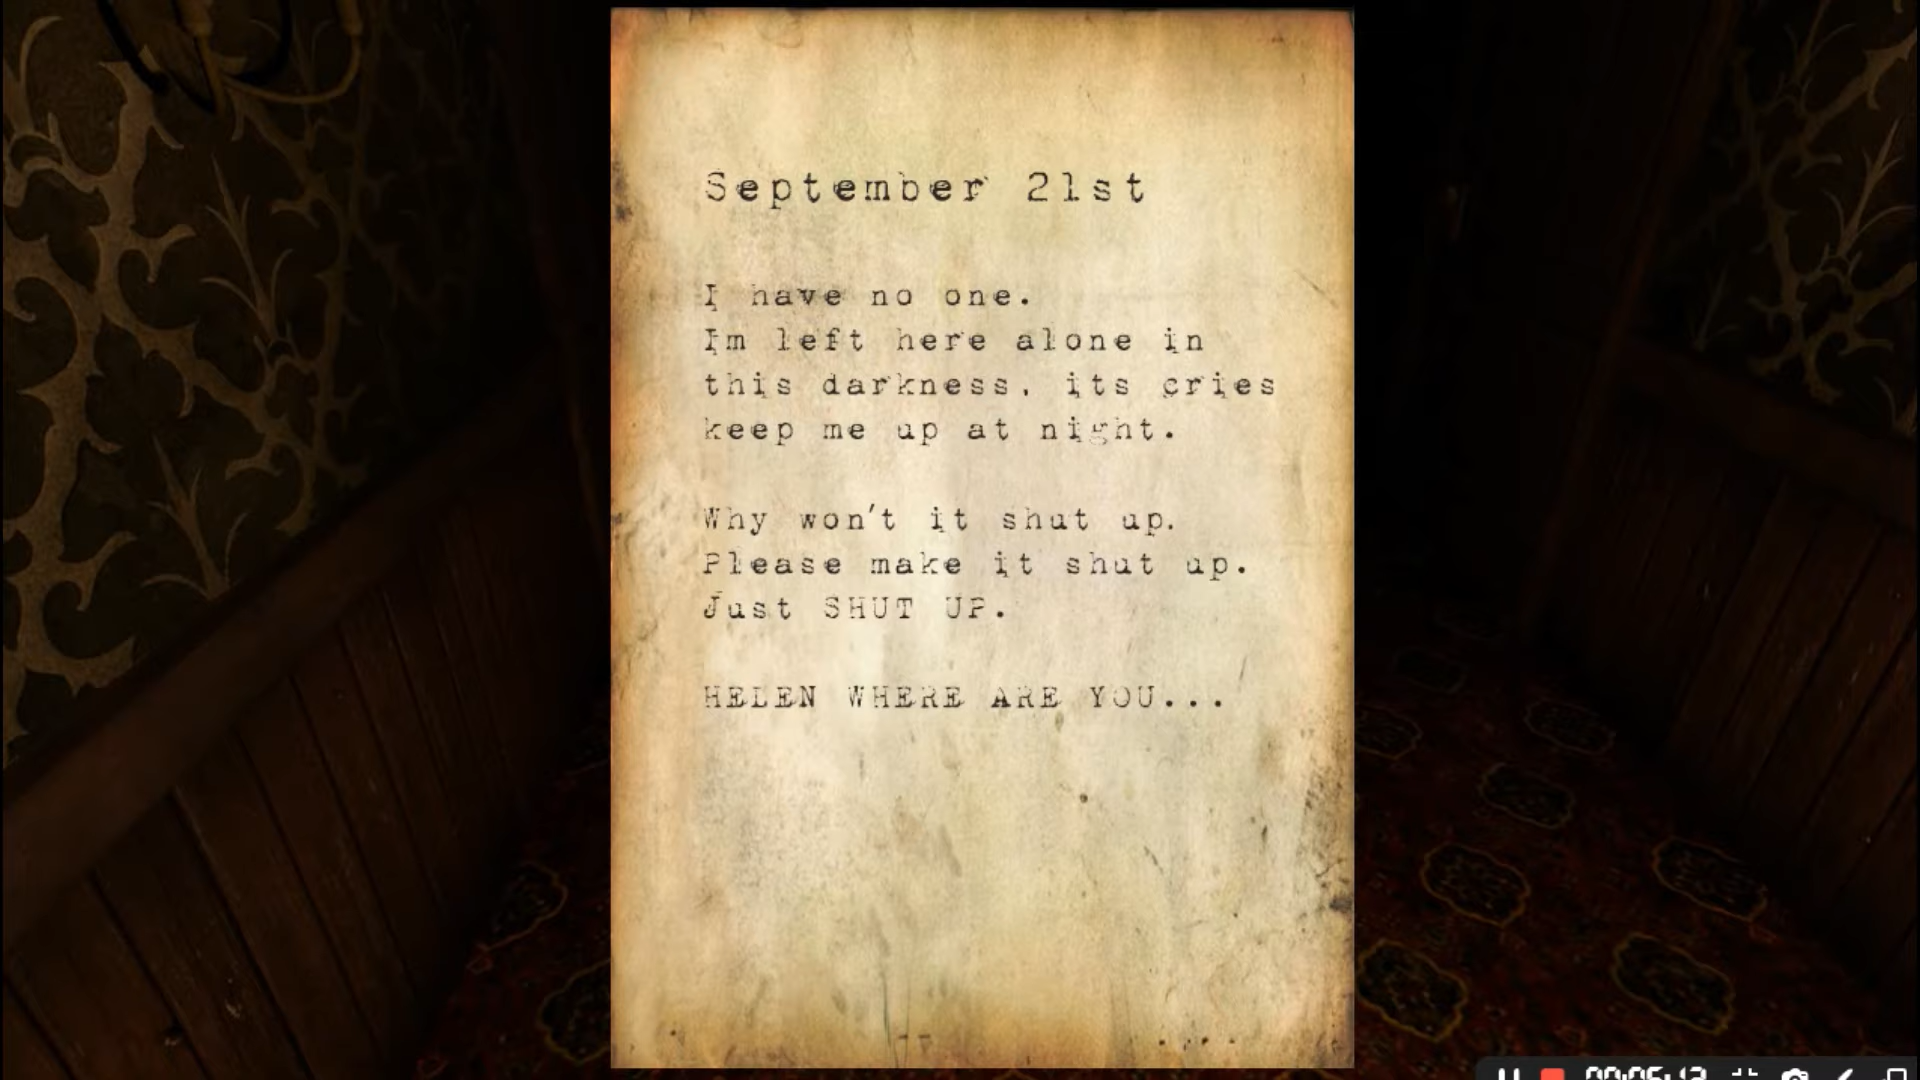 September 21st
I have no one.
Im left here alone in
this darkness, its cries
keep me up at night.
Why won't it shut up.
Please make it shut up.
Just SHUT UP.
HELEN WHERE ARE YOU...